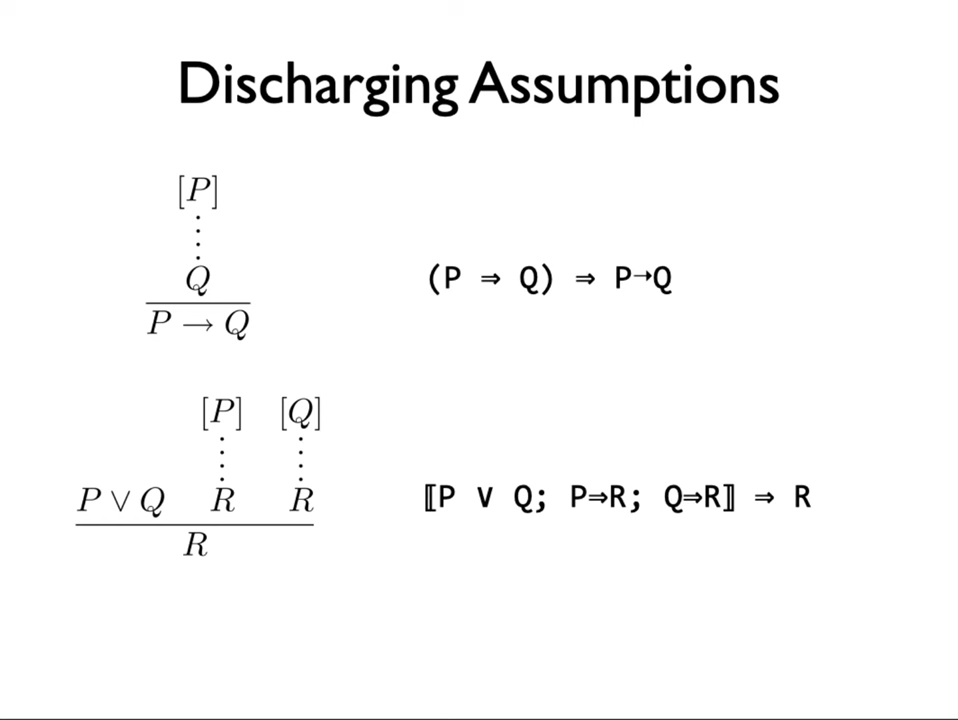 Discharging Assumptions
[P]
⋮
Q
P → Q
(P ⇒ Q) ⇒ P→Q
[P] [Q]
⋮ ⋮
P ∨ Q R R
R
⟦P ∨ Q; P⇒R; Q⇒R⟧ ⇒ R